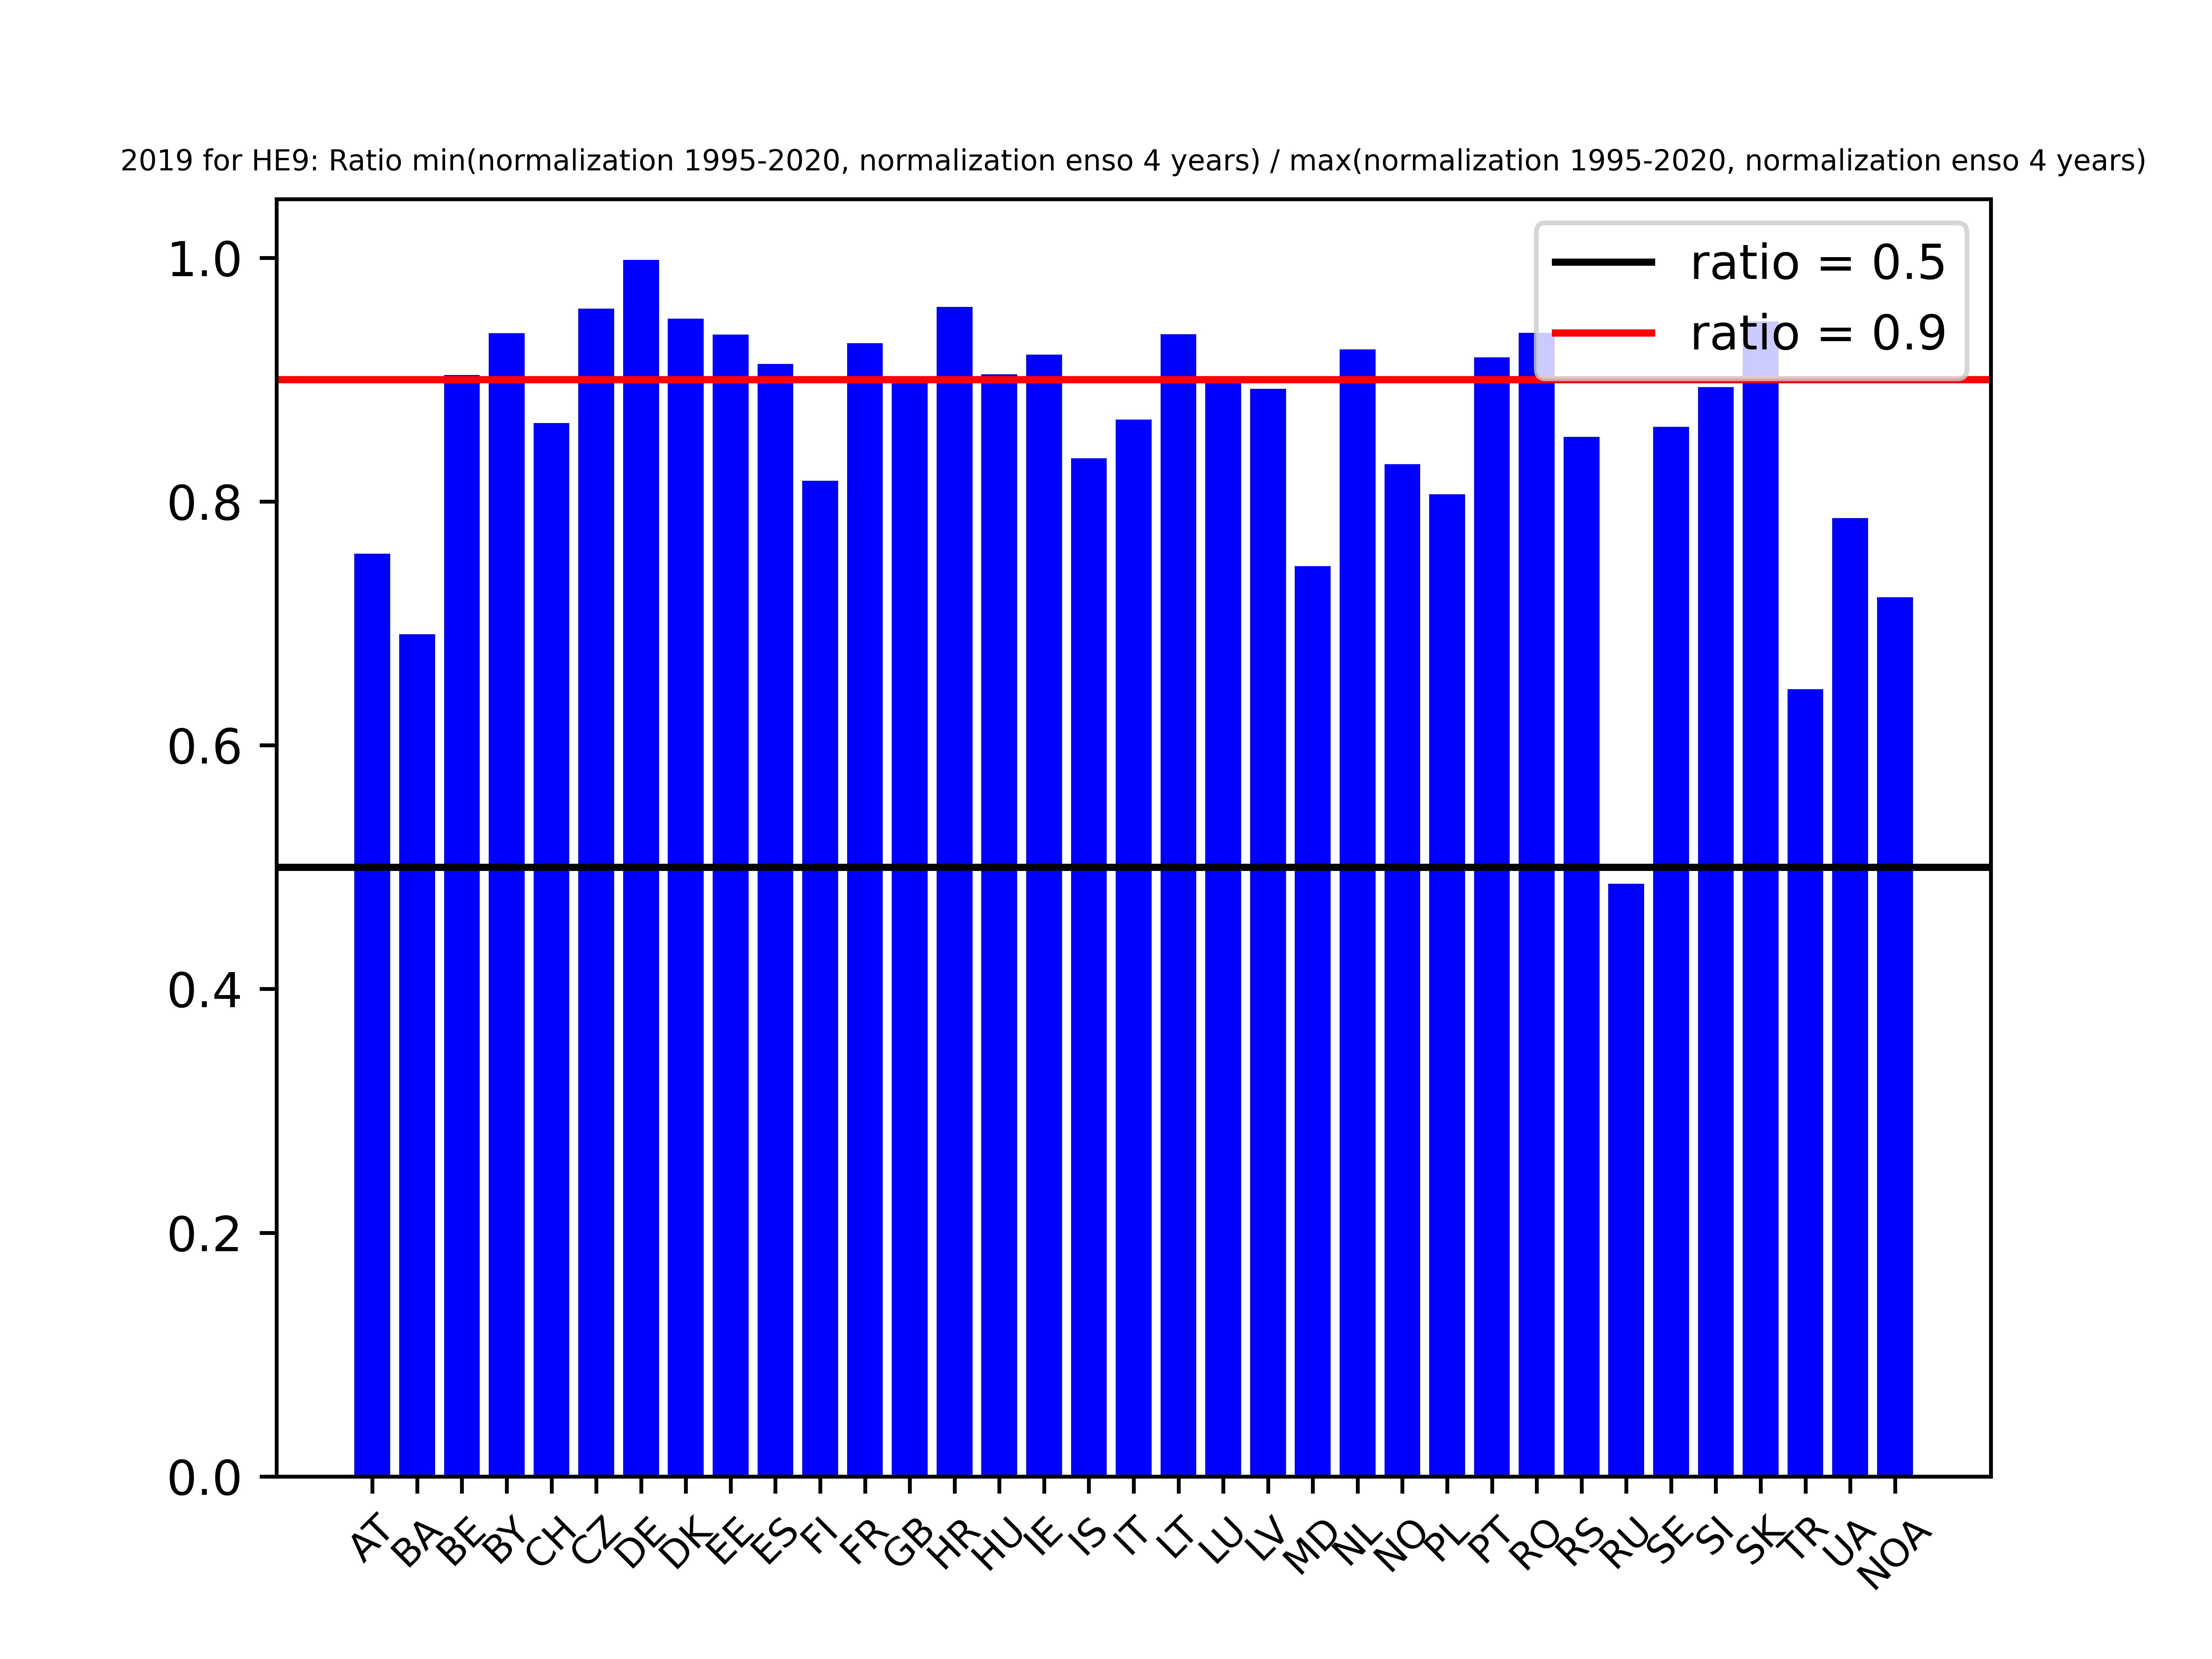 2019 for HE9: Ratio min(normalization 1995-2020, normalization enso 4 years) / max(normalization 1995-2020, normalization enso 4 years)
ratio = 0.5
ratio = 0.9
1.0
0.8
0.6
0.4
0.2
0.0
AT BA BE BY CH CZ DE DK EE ES FI FR GB HR HU IE IS IT LT LU LV MD NL NO PL PT RO RS RU SE SI SK TR UA NOA